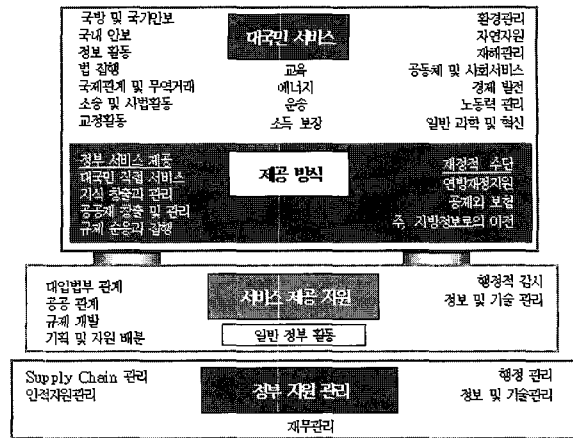 국방 및 국가안보
국내 안보
정보 활동
법 집행
국제관계 및 무역거래
소송 및 사법활동
교정활동
대국민 서비스
교육
에너지
운송
소득 보장
환경관리
자연자원
재해관리
공동체 및 사회서비스
경제 발전
노동력 관리
일반 과학 및 혁신
정부 서비스 제공
대국민 직접 서비스
지식 창출과 관리
공공재 창출 및 관리
규제 순응과 집행
제공 방식
재정적 수단
연방재정지원
공제와 보험
주, 지방정보로의 이전
대입법부 관계
공공 관계
규제 개발
기획 및 자원 배분
서비스 제공 지원
일반 정부 활동
행정적 감시
정보 및 기술 관리
Supply Chain 관리
인적자원관리
정부 자원 관리
재무관리
행정 관리
정보 및 기술관리